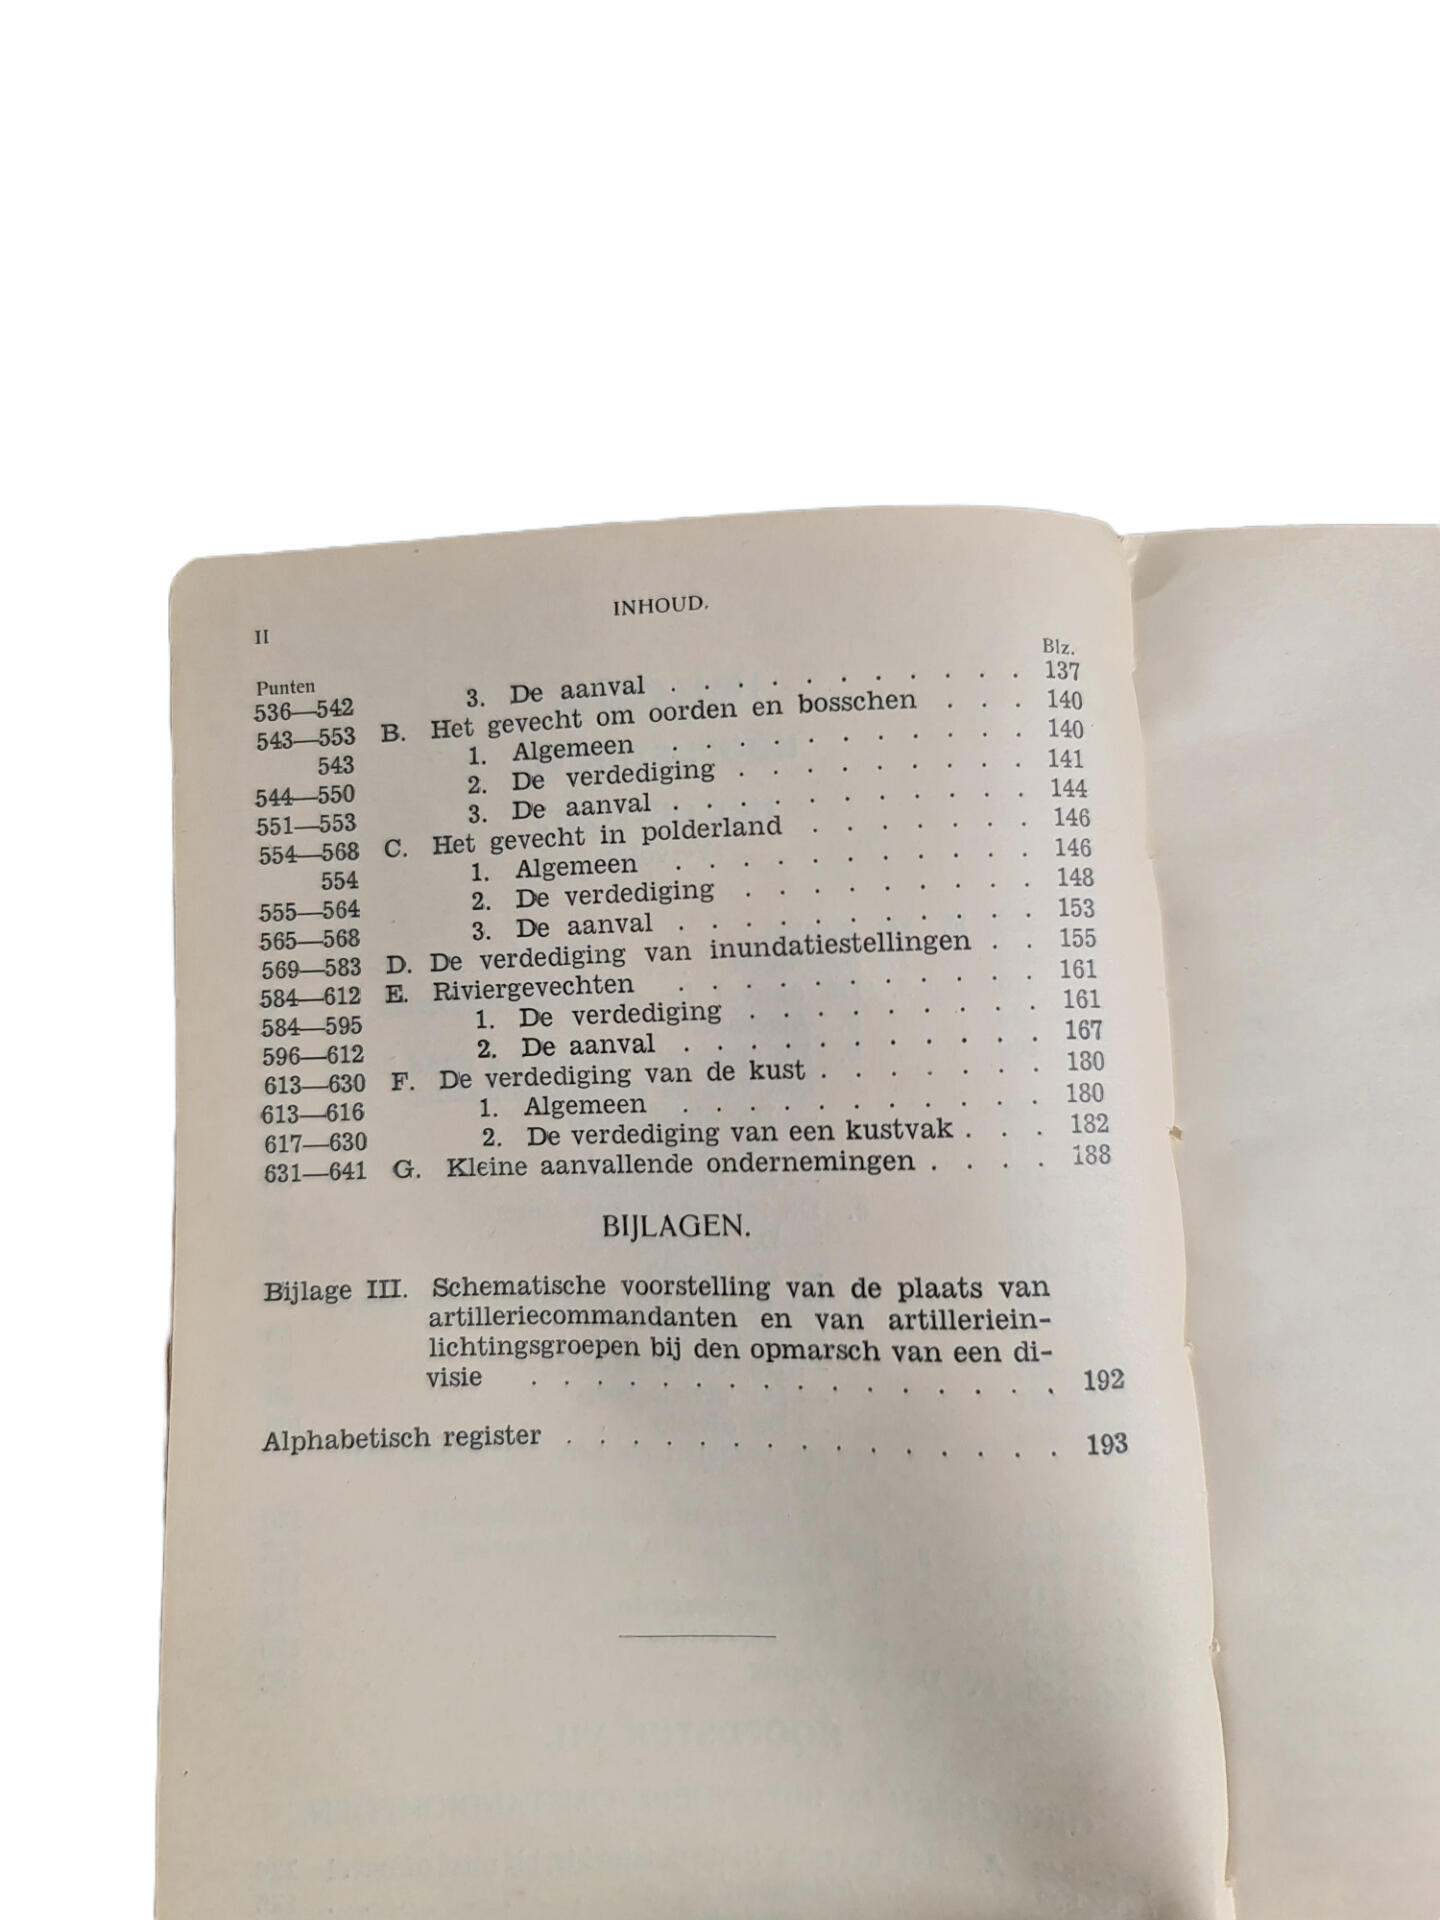 INHOUD.
II
Punten Blz.
536—542 3. De aanval . . . . . . . . . . . 137
543—553 B. Het gevecht om oorden en bosschen . . . 140
543 1. Algemeen . . . . . . . . . . . 140
544—550 2. De verdediging . . . . . . . . . 141
551—553 3. De aanval . . . . . . . . . . . 144
554—568 C. Het gevecht in polderland . . . . . . . 146
554 1. Algemeen . . . . . . . . . . . 146
555—564 2. De verdediging . . . . . . . . . 148
565—568 3. De aanval . . . . . . . . . . . 153
569—583 D. De verdediging van inundatiestellingen . . 155
584—612 E. Riviergevechten . . . . . . . . . . . 161
584—595 1. De verdediging . . . . . . . . . 161
596—612 2. De aanval . . . . . . . . . . . 167
613—630 F. De verdediging van de kust . . . . . . . 180
613—616 1. Algemeen . . . . . . . . . . . 180
617—630 2. De verdediging van een kustvak . . . 182
631—641 G. Kleine aanvallende ondernemingen . . . . 188
BIJLAGEN.
Bijlage III. Schematische voorstelling van de plaats van
artilleriecommandanten en van artilleriein-
lichtingsgroepen bij den opmarsch van een di-
visie . . . . . . . . . . . . . . . . 192
Alphabetisch register . . . . . . . . . . . . . . . 193